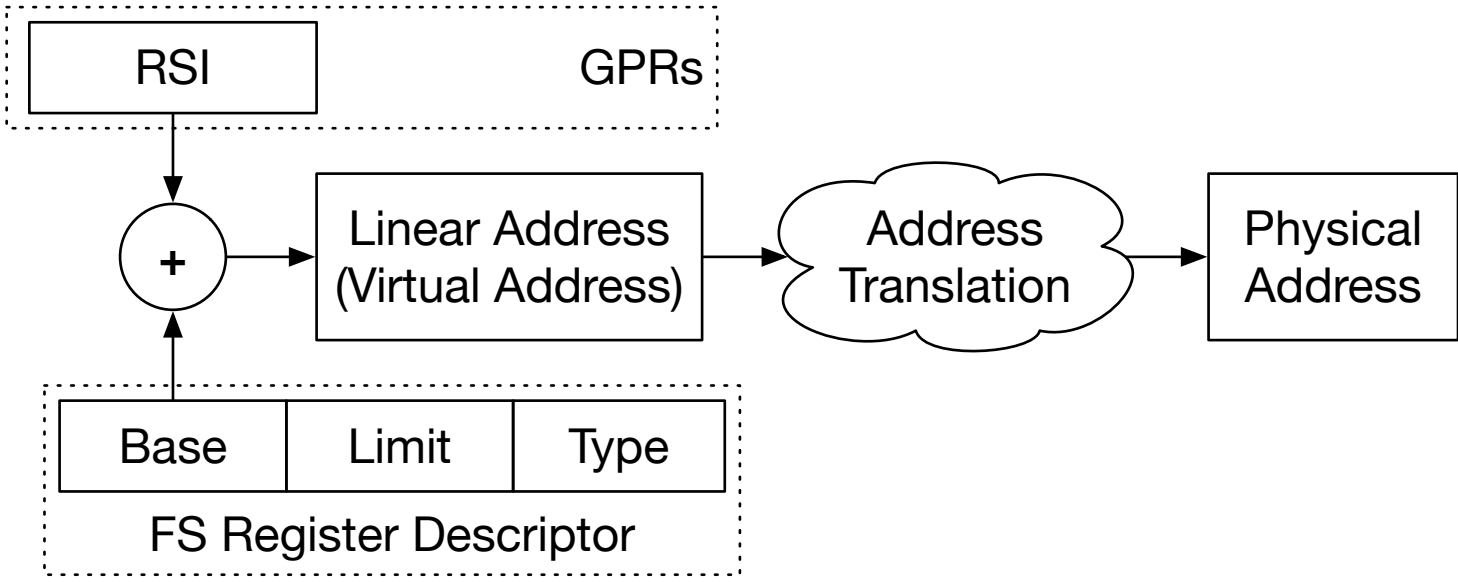 RSI
GPRs
+
Linear Address
(Virtual Address)
Address
Translation
Physical
Address
Base
Limit
Type
FS Register Descriptor